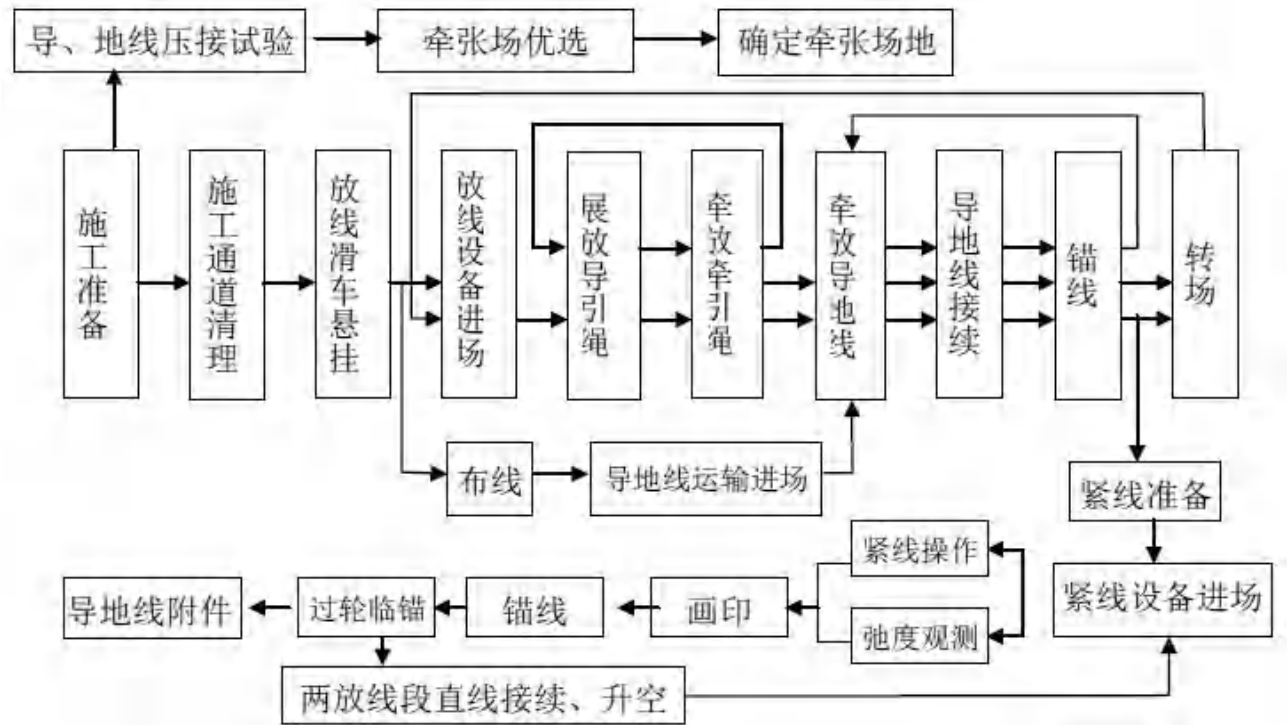 导、地线压接试验
牵张场优选
确定牵张场地
施工准备
施工通道清理
放线滑车悬挂
放线设备进场
展放导引绳
牵放牵引绳
牵放导地线
导地线接续
锚线
转场
布线
导地线运输进场
紧线准备
紧线设备进场
紧线操作
弛度观测
画印
锚线
过轮临锚
导地线附件
两放线段直线接续、升空